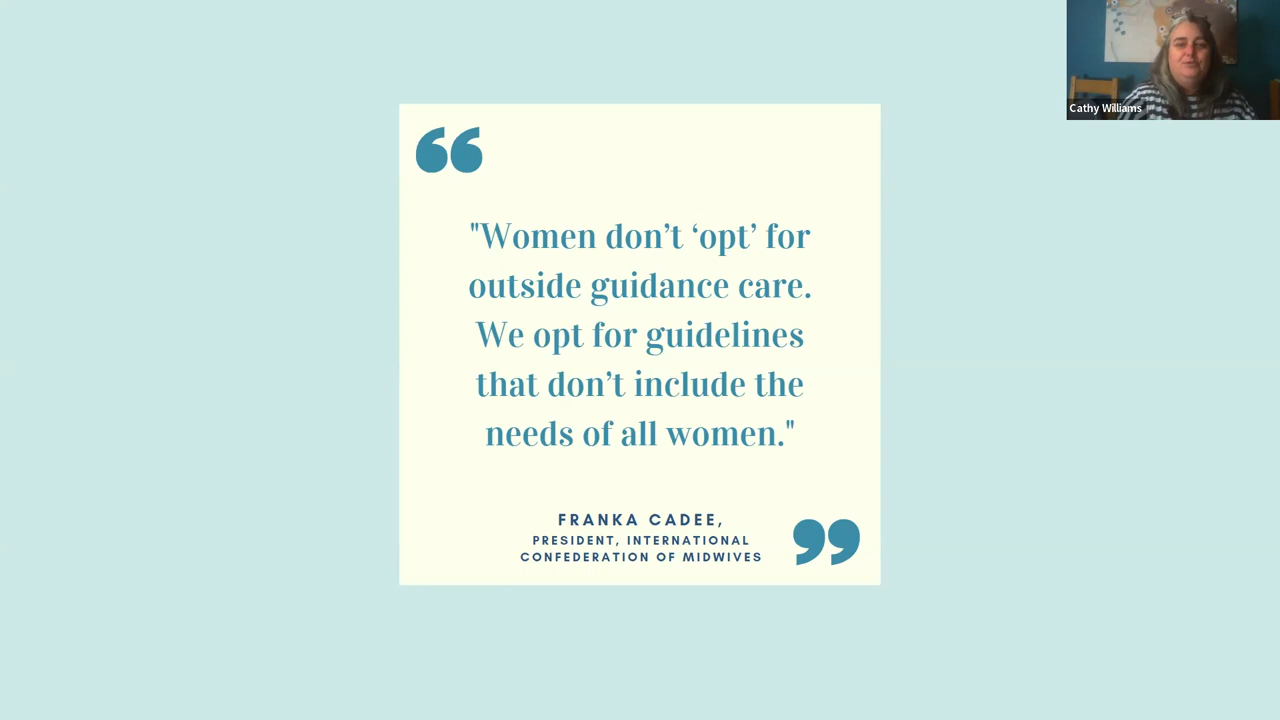 Cathy Williams
"Women don’t ‘opt’ for
outside guidance care.
We opt for guidelines
that don’t include the
needs of all women."
FRANKA CADEE,
PRESIDENT, INTERNATIONAL
CONFEDERATION OF MIDWIVES